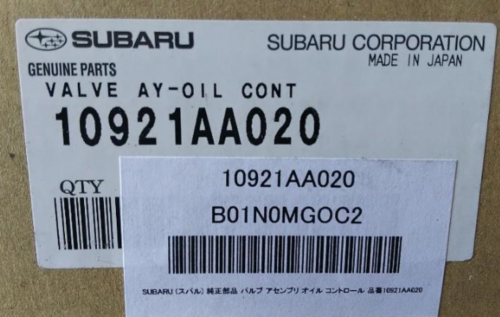 SUBARU
SUBARU CORPORATION
MADE IN JAPAN
GENUINE PARTS
VALVE AY-OIL CONT
10921AA020
QTY
10921AA020
B01N0MGOC2
SUBARU (スバル) 純正部品 バルブ アセンブリ オイル コントロール 品番10921AA020